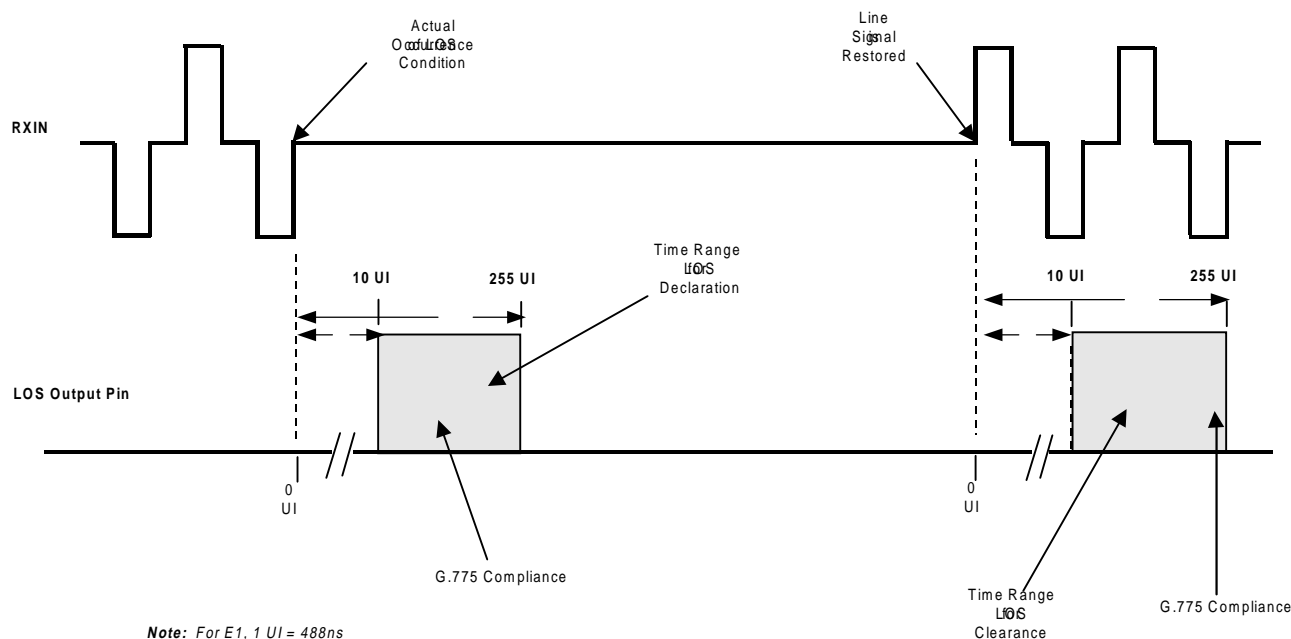 Actual
Occurrence
of LOS
Condition
Line
Signal
is
Restored
RXIN
10 UI
255 UI
Time Range
for
LOS
Declaration
10 UI
255 UI
LOS Output Pin
0
UI
0
UI
G.775 Compliance
Time Range
for
LOS
Clearance
G.775 Compliance
Note: For E1, 1 UI = 488ns